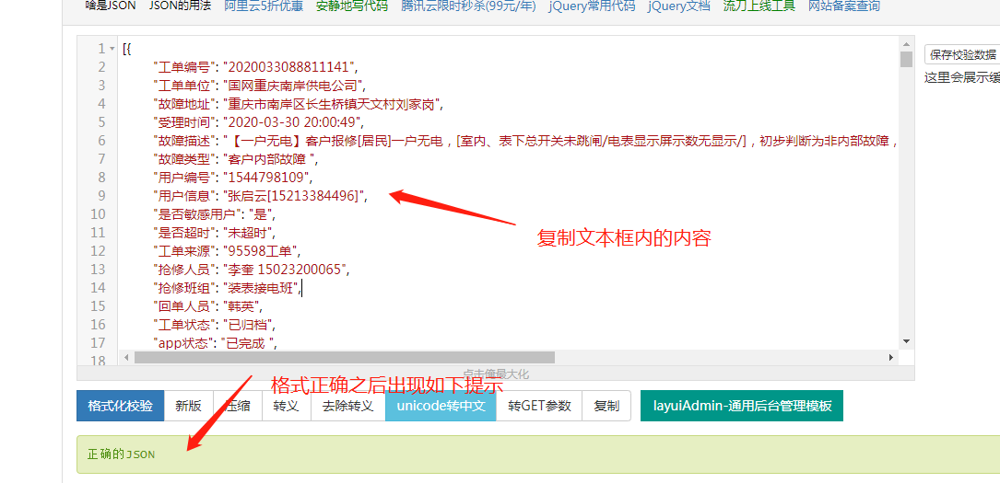 啥是JSON JSON的用法 阿里云5折优惠 安静地写代码 腾讯云限时秒杀(99元/年) jQuery常用代码 jQuery文档 流刀上线工具 网站备案查询
保存校验数据
这里会展示缓
1 [{
2 "工单编号": "2020033088811141",
3 "工单单位": "国网重庆南岸供电公司",
4 "故障地址": "重庆市南岸区长生桥镇天文村刘家岗",
5 "受理时间": "2020-03-30 20:00:49",
6 "故障描述": "【一户无电】客户报修[居民]一户无电，[室内、表下总开关未跳闸/电表显示屏示数无显示/]，初步判断为非内部故障，
7 "故障类型": "客户内部故障 ",
8 "用户编号": "1544798109",
9 "用户信息": "张启云[15213384496]",
10 "是否敏感用户": "是",
11 "是否超时": "未超时",
12 "工单来源": "95598工单",
13 "抢修人员": "李奎 15023200065",
14 "抢修班组": "装表接电班",
15 "回单人员": "韩英",
16 "工单状态": "已归档",
17 "app状态": "已完成 ",
18
复制文本框内的内容
点击俺最大化
格式正确之后出现如下提示
格式化校验 新版 压缩 转义 去除转义 unicode转中文 转GET参数 复制 layuiAdmin-通用后台管理模板
正确的JSON